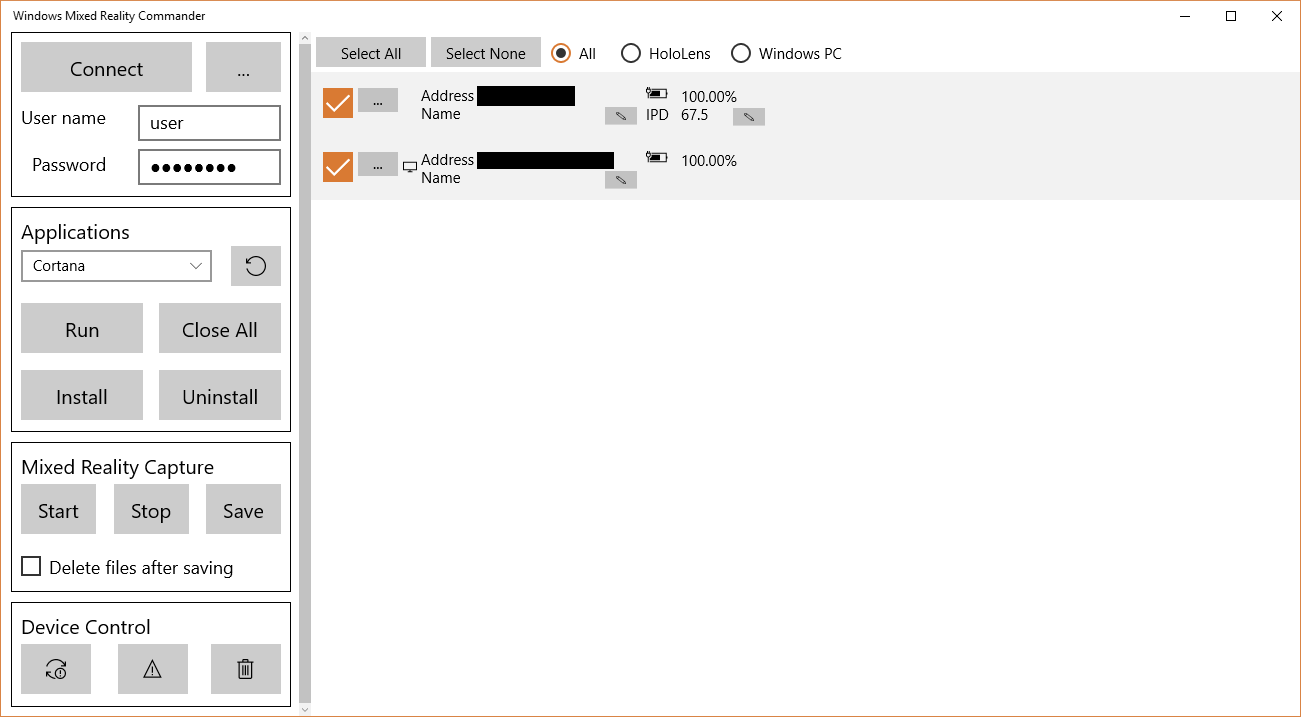 Windows Mixed Reality Commander
Connect
...
User name
user
Password
●●●●●●●●
Applications
Cortana
Run
Close All
Install
Uninstall
Mixed Reality Capture
Start
Stop
Save
Delete files after saving
Device Control
Select All
Select None
All
HoloLens
Windows PC
...
Address
100.00%
Name
IPD
67.5
...
Address
100.00%
Name